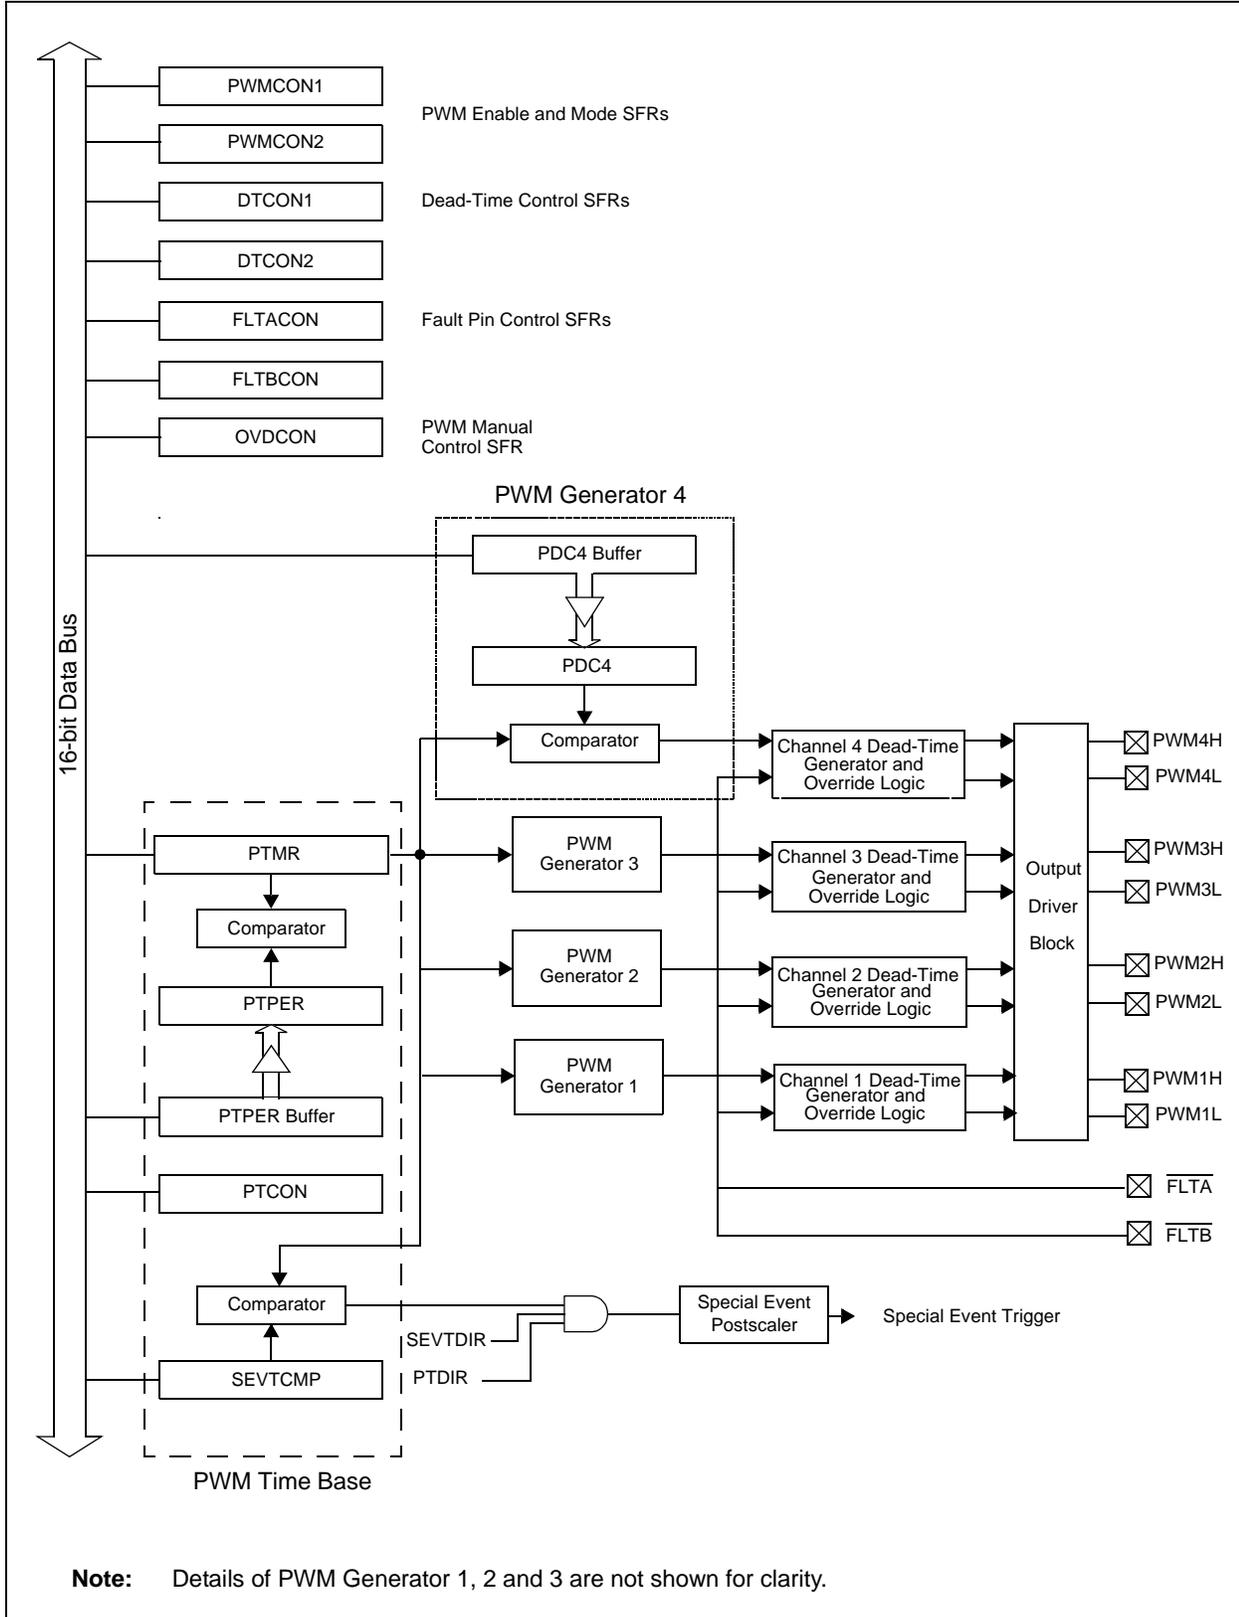 PWMCON1
PWM Enable and Mode SFRs
PWMCON2
DTCON1
Dead-Time Control SFRs
DTCON2
FLTACON
Fault Pin Control SFRs
FLTBCON
OVDCON
PWM Manual
Control SFR
PWM Generator 4
PDC4 Buffer
16-bit Data Bus
PDC4
Comparator
Channel 4 Dead-Time
Generator and
Override Logic
PWM4H
PWM4L
PTMR
PWM
Generator 3
Channel 3 Dead-Time
Generator and
Override Logic
Output
Driver
Block
PWM3H
PWM3L
Comparator
PWM
Generator 2
Channel 2 Dead-Time
Generator and
Override Logic
PWM2H
PWM2L
PTPER
PWM
Generator 1
Channel 1 Dead-Time
Generator and
Override Logic
PWM1H
PWM1L
PTPER Buffer
PTCON
FLTA
FLTB
Comparator
SEVTDIR
Special Event
Postscaler
Special Event Trigger
SEVTCMP
PTDIR
PWM Time Base
Note: Details of PWM Generator 1, 2 and 3 are not shown for clarity.